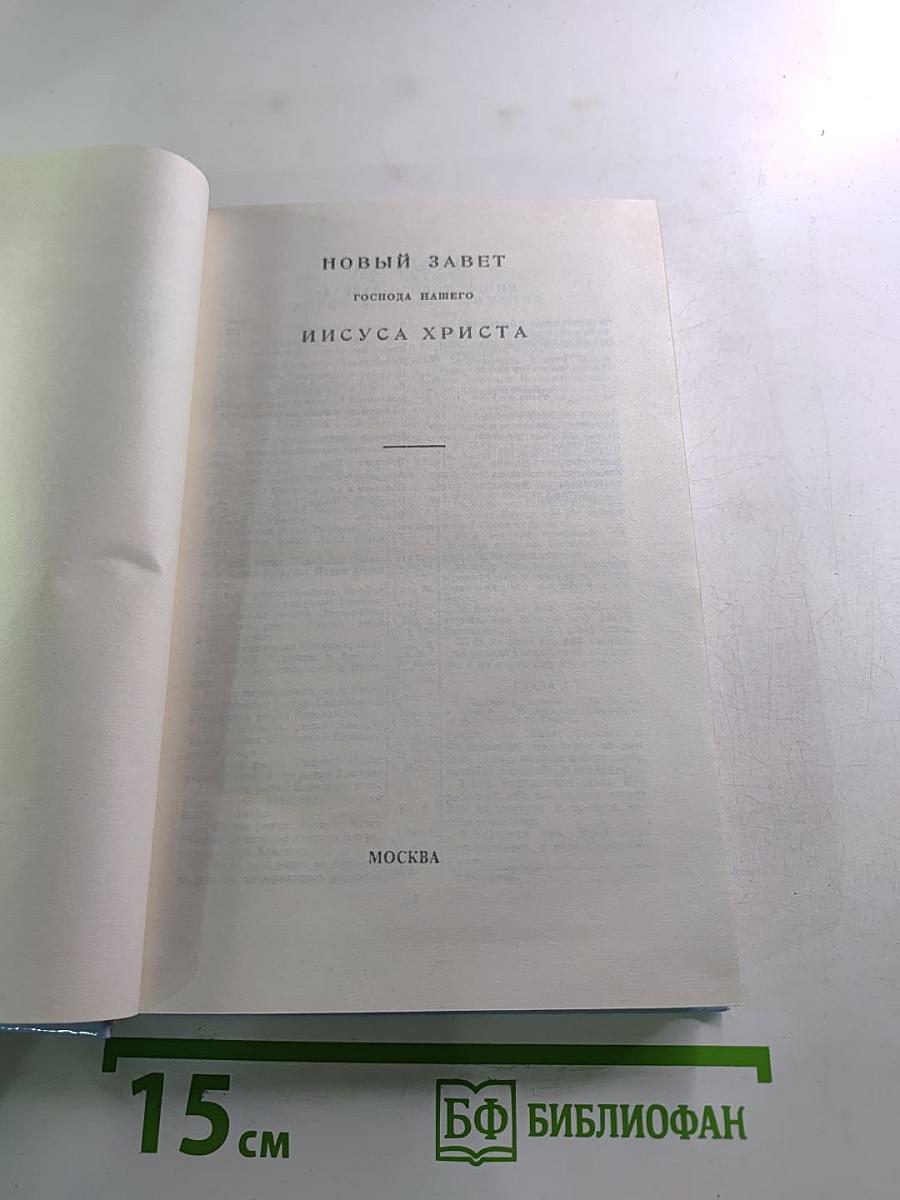 НОВЫЙ ЗАВЕТ
ГОСПОДА НАШЕГО
ИИСУСА ХРИСТА
МОСКВА
15 см
БФ БИБЛИОФАН